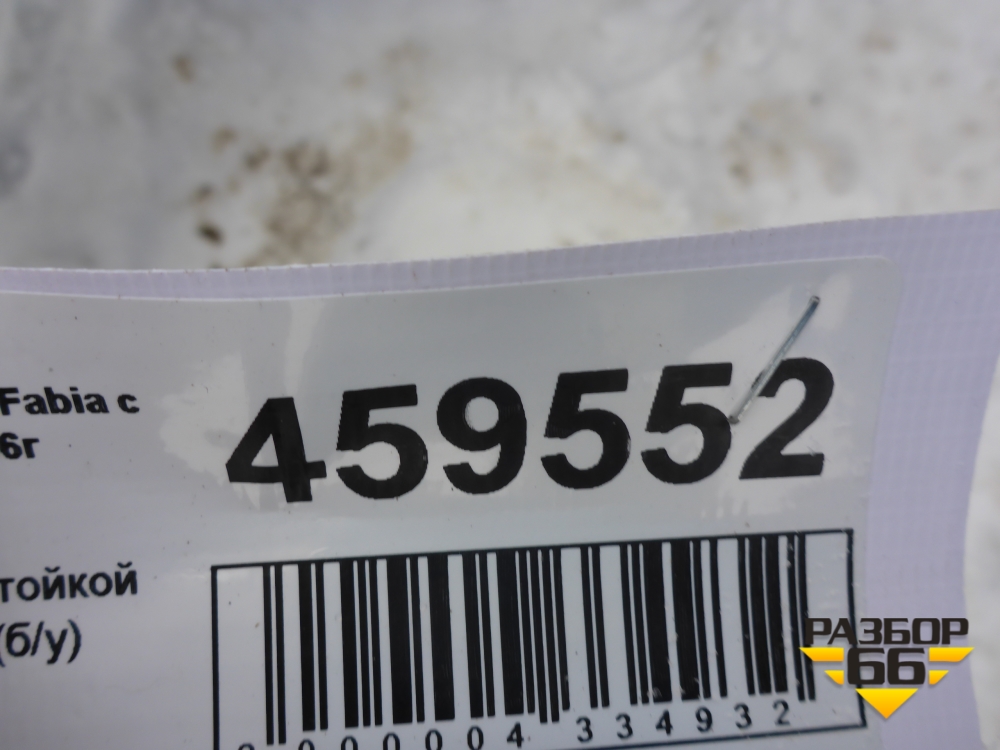 Fabia с
6г
459552
тойкой
(б/у)
000004 334932
РАЗБОР
66